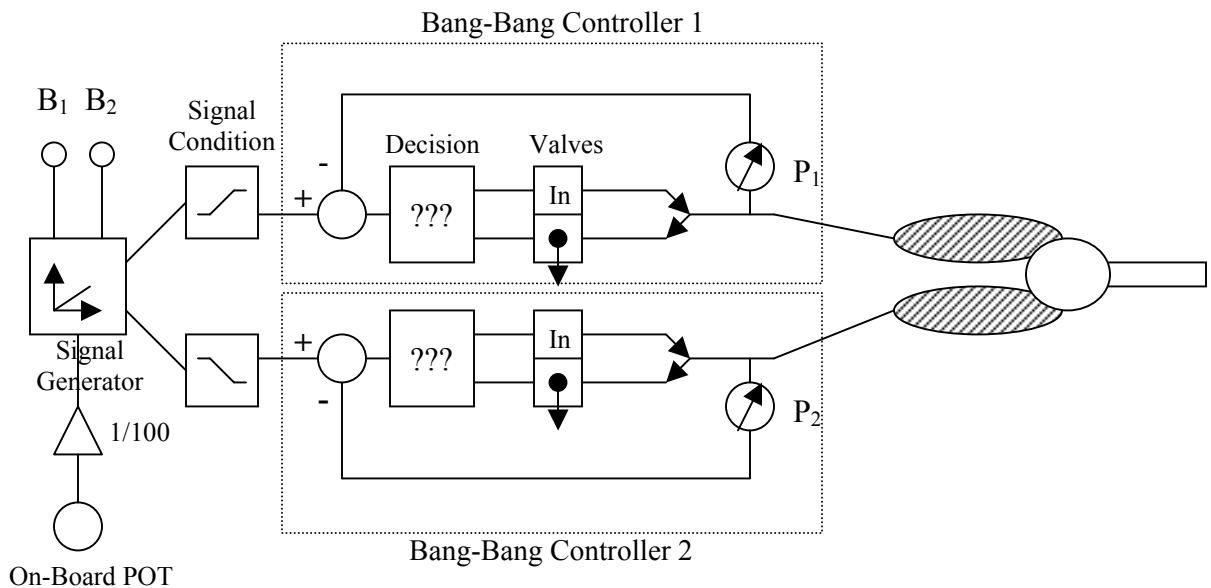 Bang-Bang Controller 1
B₁ B₂
Signal
Condition
-
+
Decision
Valves
???
In
P₁
Signal
Generator
+
-
???
In
P₂
1/100
On-Board POT
Bang-Bang Controller 2